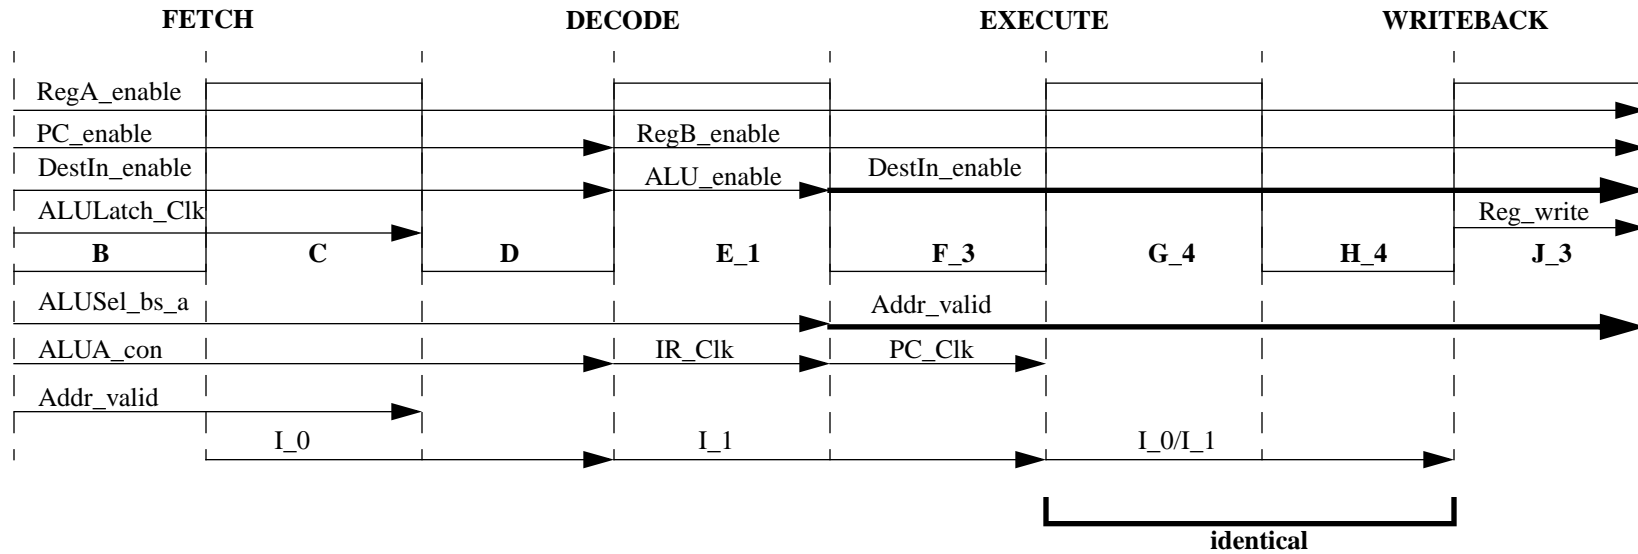 FETCH DECODE EXECUTE WRITEBACK
RegA_enable
PC_enable RegB_enable
DestIn_enable ALU_enable DestIn_enable
ALULatch_Clk Reg_write
B C D E_1 F_3 G_4 H_4 J_3
ALUSel_bs_a Addr_valid
ALUA_con IR_Clk PC_Clk
Addr_valid
I_0 I_1 I_0/I_1
identical